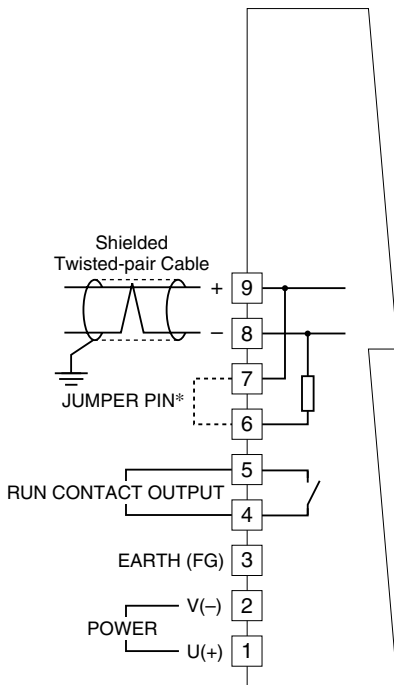 Shielded
Twisted-pair Cable
+ 9
– 8
7
JUMPER PIN*
6
5
RUN CONTACT OUTPUT
4
EARTH (FG) 3
V(–) 2
POWER
U(+) 1